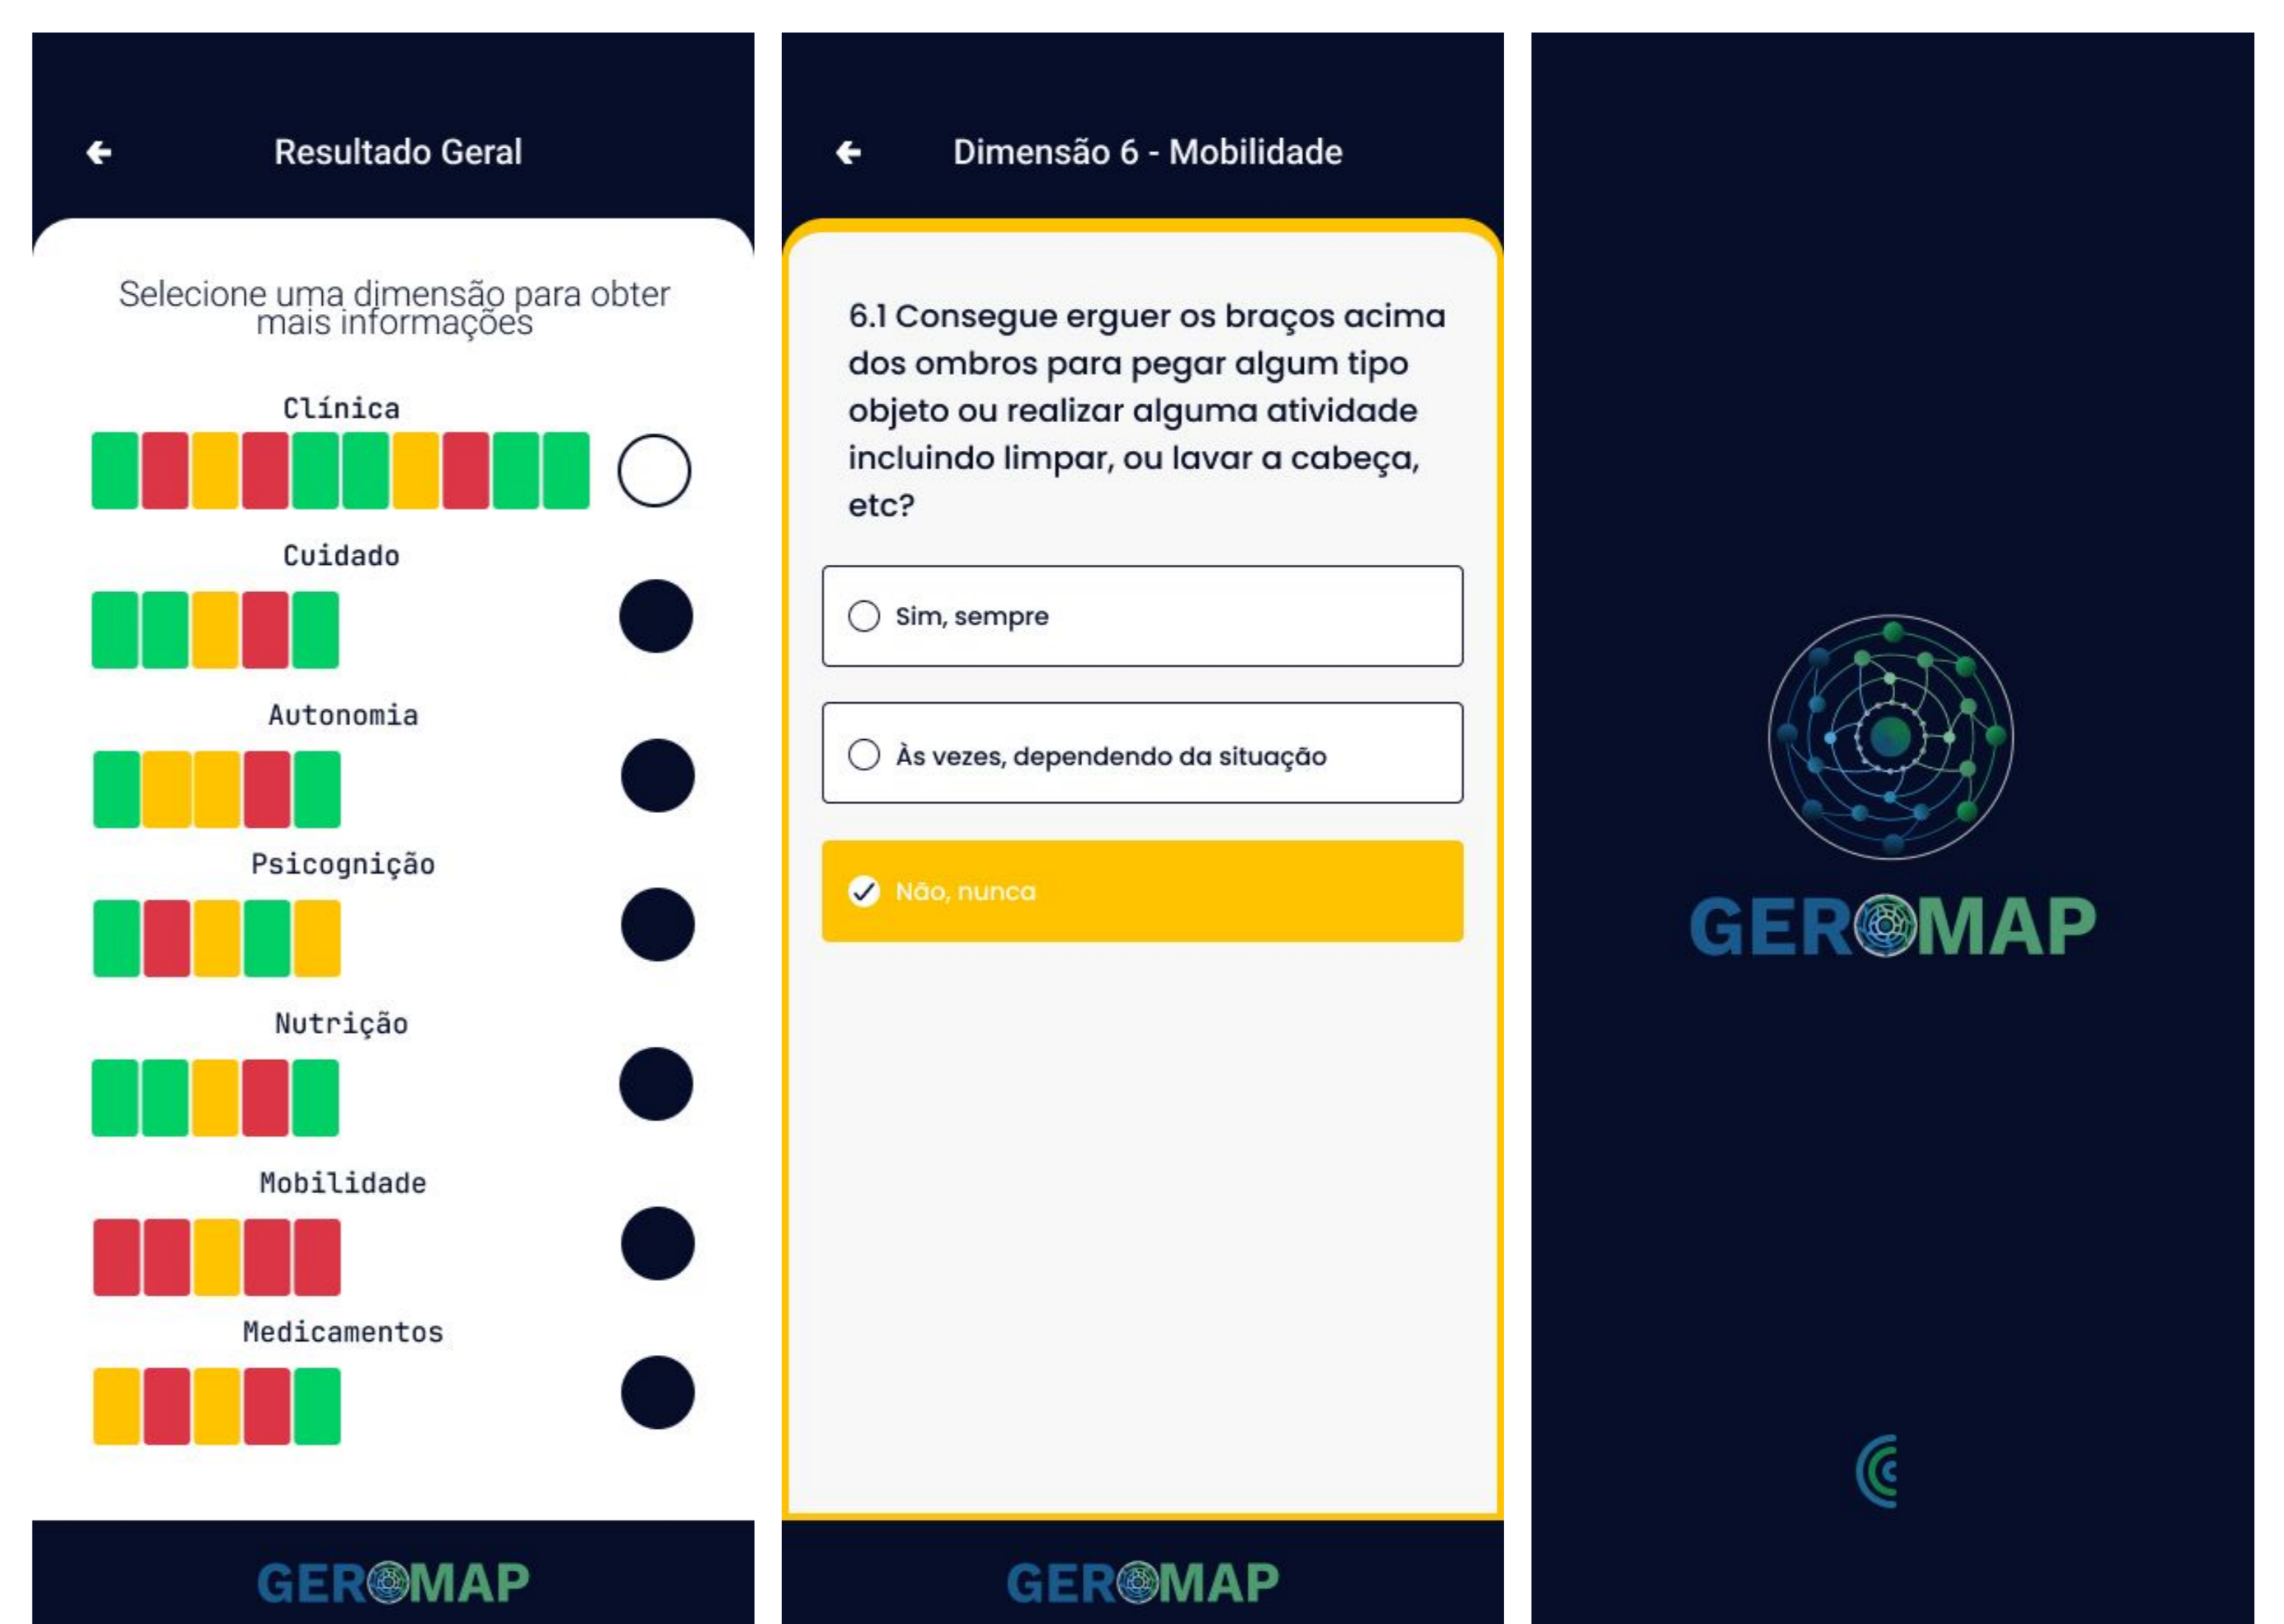 Resultado Geral
Selecione uma dimensão para obter
mais informações
Clínica
Cuidado
Autonomia
Psicognição
Nutrição
Mobilidade
Medicamentos
GEROMAP
Dimensão 6 - Mobilidade
6.1 Consegue erguer os braços acima
dos ombros para pegar algum tipo
objeto ou realizar alguma atividade
incluindo limpar, ou lavar a cabeça,
etc?
Sim, sempre
Às vezes, dependendo da situação
Não, nunca
GEROMAP
GEROMAP